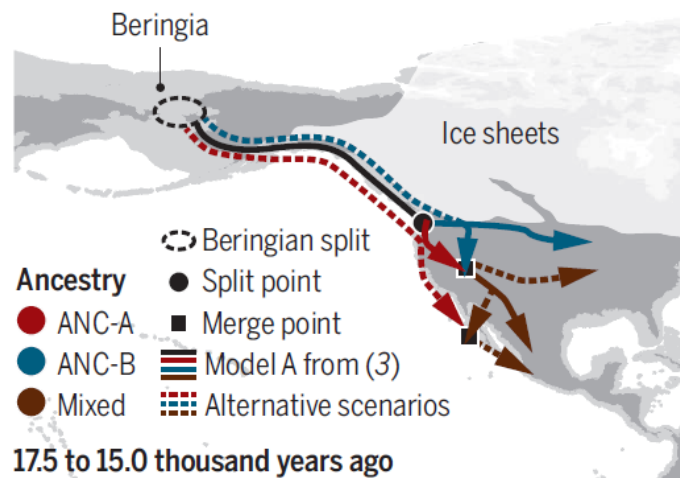 Beringia
Ice sheets
Beringian split
Ancestry
Split point
ANC-A
Merge point
ANC-B
Model A from (3)
Mixed
Alternative scenarios
17.5 to 15.0 thousand years ago